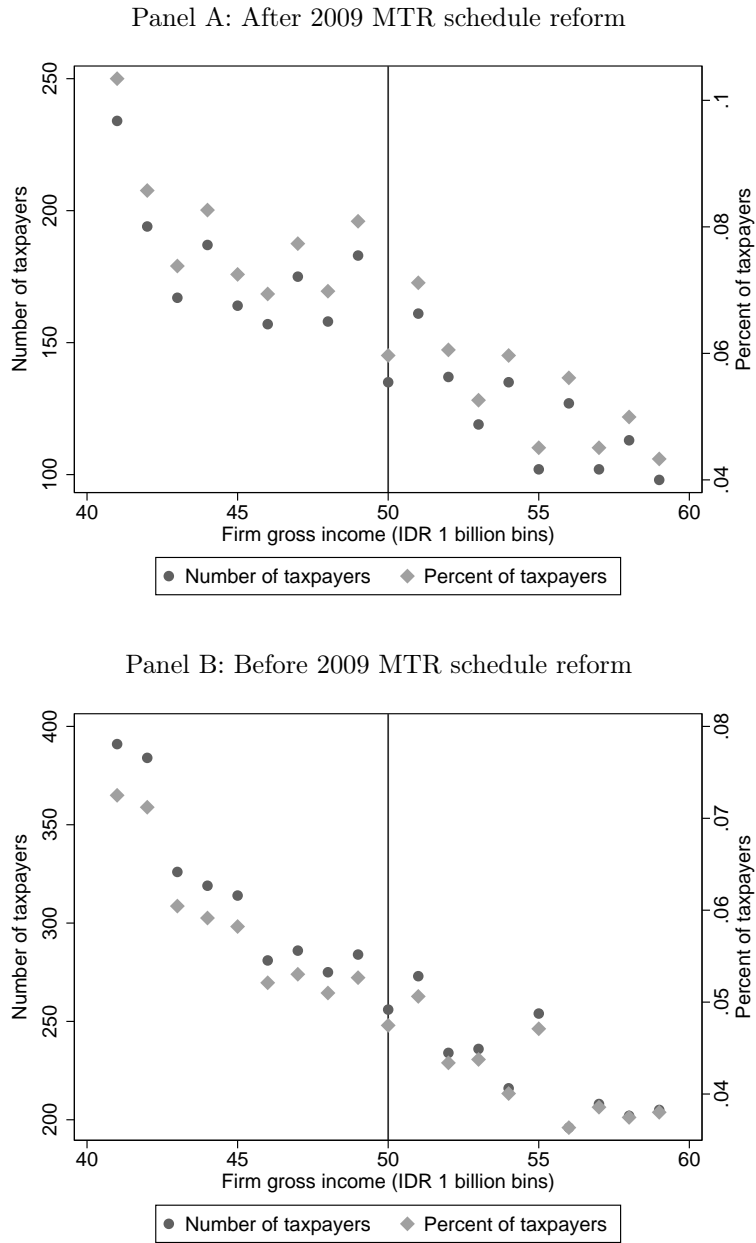 Panel A: After 2009 MTR schedule reform
Number of taxpayers
250
200
150
100
Percent of taxpayers
.1
.08
.06
.04
40 45 50 55 60
Firm gross income (IDR 1 billion bins)
Number of taxpayers Percent of taxpayers
Panel B: Before 2009 MTR schedule reform
Number of taxpayers
400
350
300
250
200
Percent of taxpayers
.08
.07
.06
.05
.04
40 45 50 55 60
Firm gross income (IDR 1 billion bins)
Number of taxpayers Percent of taxpayers